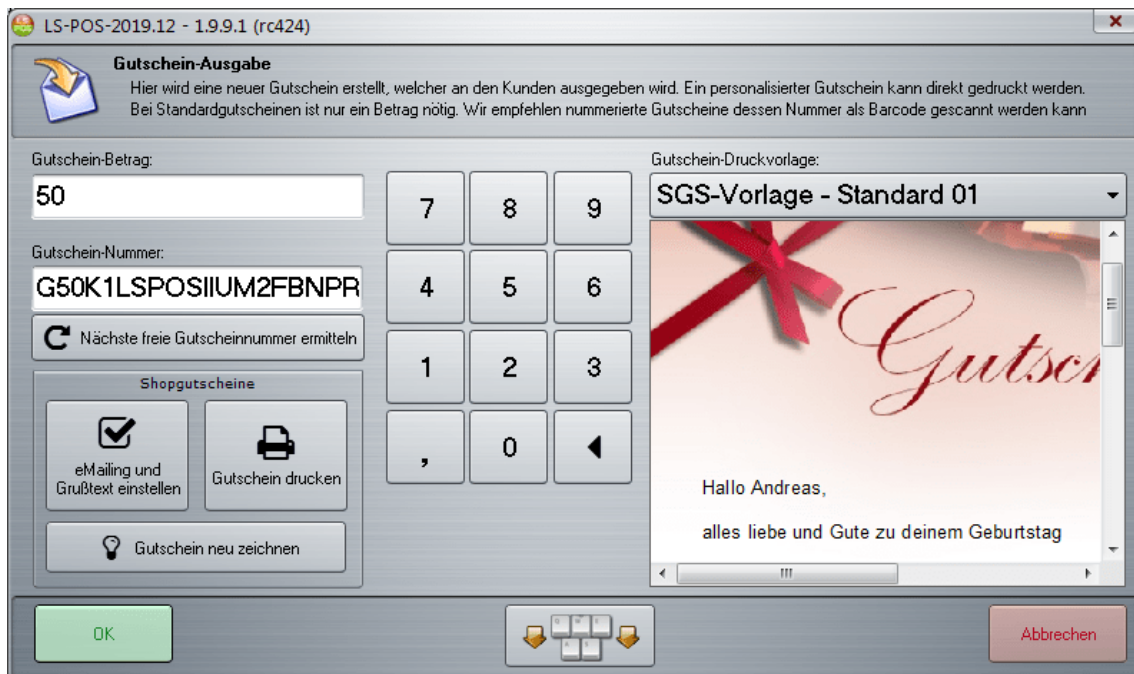 LS-POS-2019.12 - 1.9.9.1 (rc424)
Gutschein-Ausgabe
Hier wird eine neuer Gutschein erstellt, welcher an den Kunden ausgegeben wird. Ein personalisierter Gutschein kann direkt gedruckt werden.
Bei Standardgutscheinen ist nur ein Betrag nötig. Wir empfehlen nummerierte Gutscheine dessen Nummer als Barcode gescannt werden kann
Gutschein-Betrag:
50
Gutschein-Nummer:
G50K1LSPOSIIUM2FBNPR
Nächste freie Gutscheinnummer ermitteln
Shopgutscheine
eMailing und
Grußtext einstellen
Gutschein drucken
Gutschein neu zeichnen
7 8 9
4 5 6
1 2 3
, 0
Gutschein-Druckvorlage:
SGS-Vorlage - Standard 01
Gutsch
Hallo Andreas,
alles liebe und Gute zu deinem Geburtstag
OK
Abbrechen